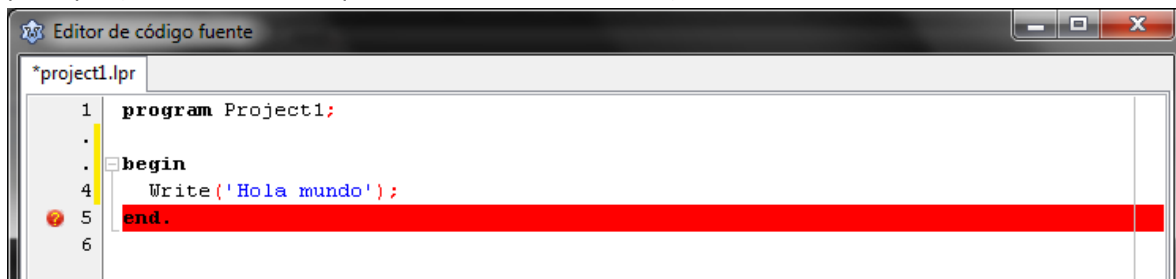 Editor de código fuente
*project1.lpr
1 program Project1;
.
. begin
4 Write('Hola mundo');
5 end.
6